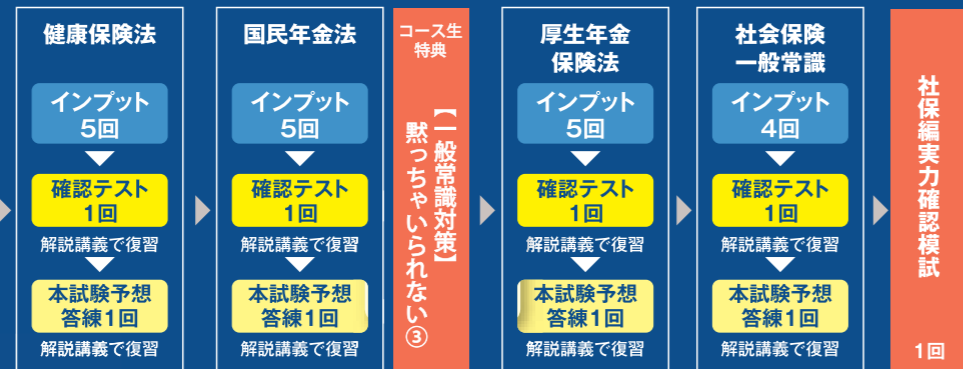 健康保険法
インプット
5回
確認テスト
1回
解説講義で復習
本試験予想
答練1回
解説講義で復習
国民年金法
インプット
5回
確認テスト
1回
解説講義で復習
本試験予想
答練1回
解説講義で復習
コース生
特典
【一般常識対策】
黙っちゃいられない③
厚生年金
保険法
インプット
5回
確認テスト
1回
解説講義で復習
本試験予想
答練1回
解説講義で復習
社会保険
一般常識
インプット
4回
確認テスト
1回
解説講義で復習
本試験予想
答練1回
解説講義で復習
社保編実力確認模試
1回